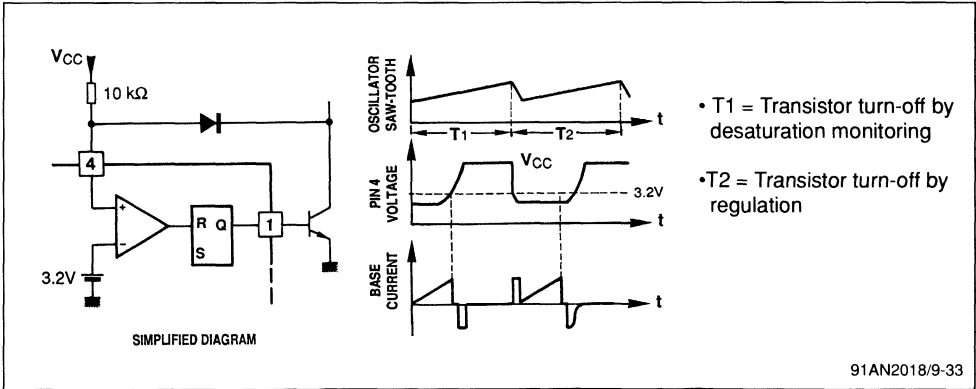 VCC
10 kΩ
4
+
−
R Q
S
1
3.2V
SIMPLIFIED DIAGRAM
OSCILLATOR
SAW-TOOTH
T1
T2
t
PIN 4
VOLTAGE
VCC
3.2V
t
BASE
CURRENT
t
• T1 = Transistor turn-off by
desaturation monitoring
•T2 = Transistor turn-off by
regulation
91AN2018/9-33